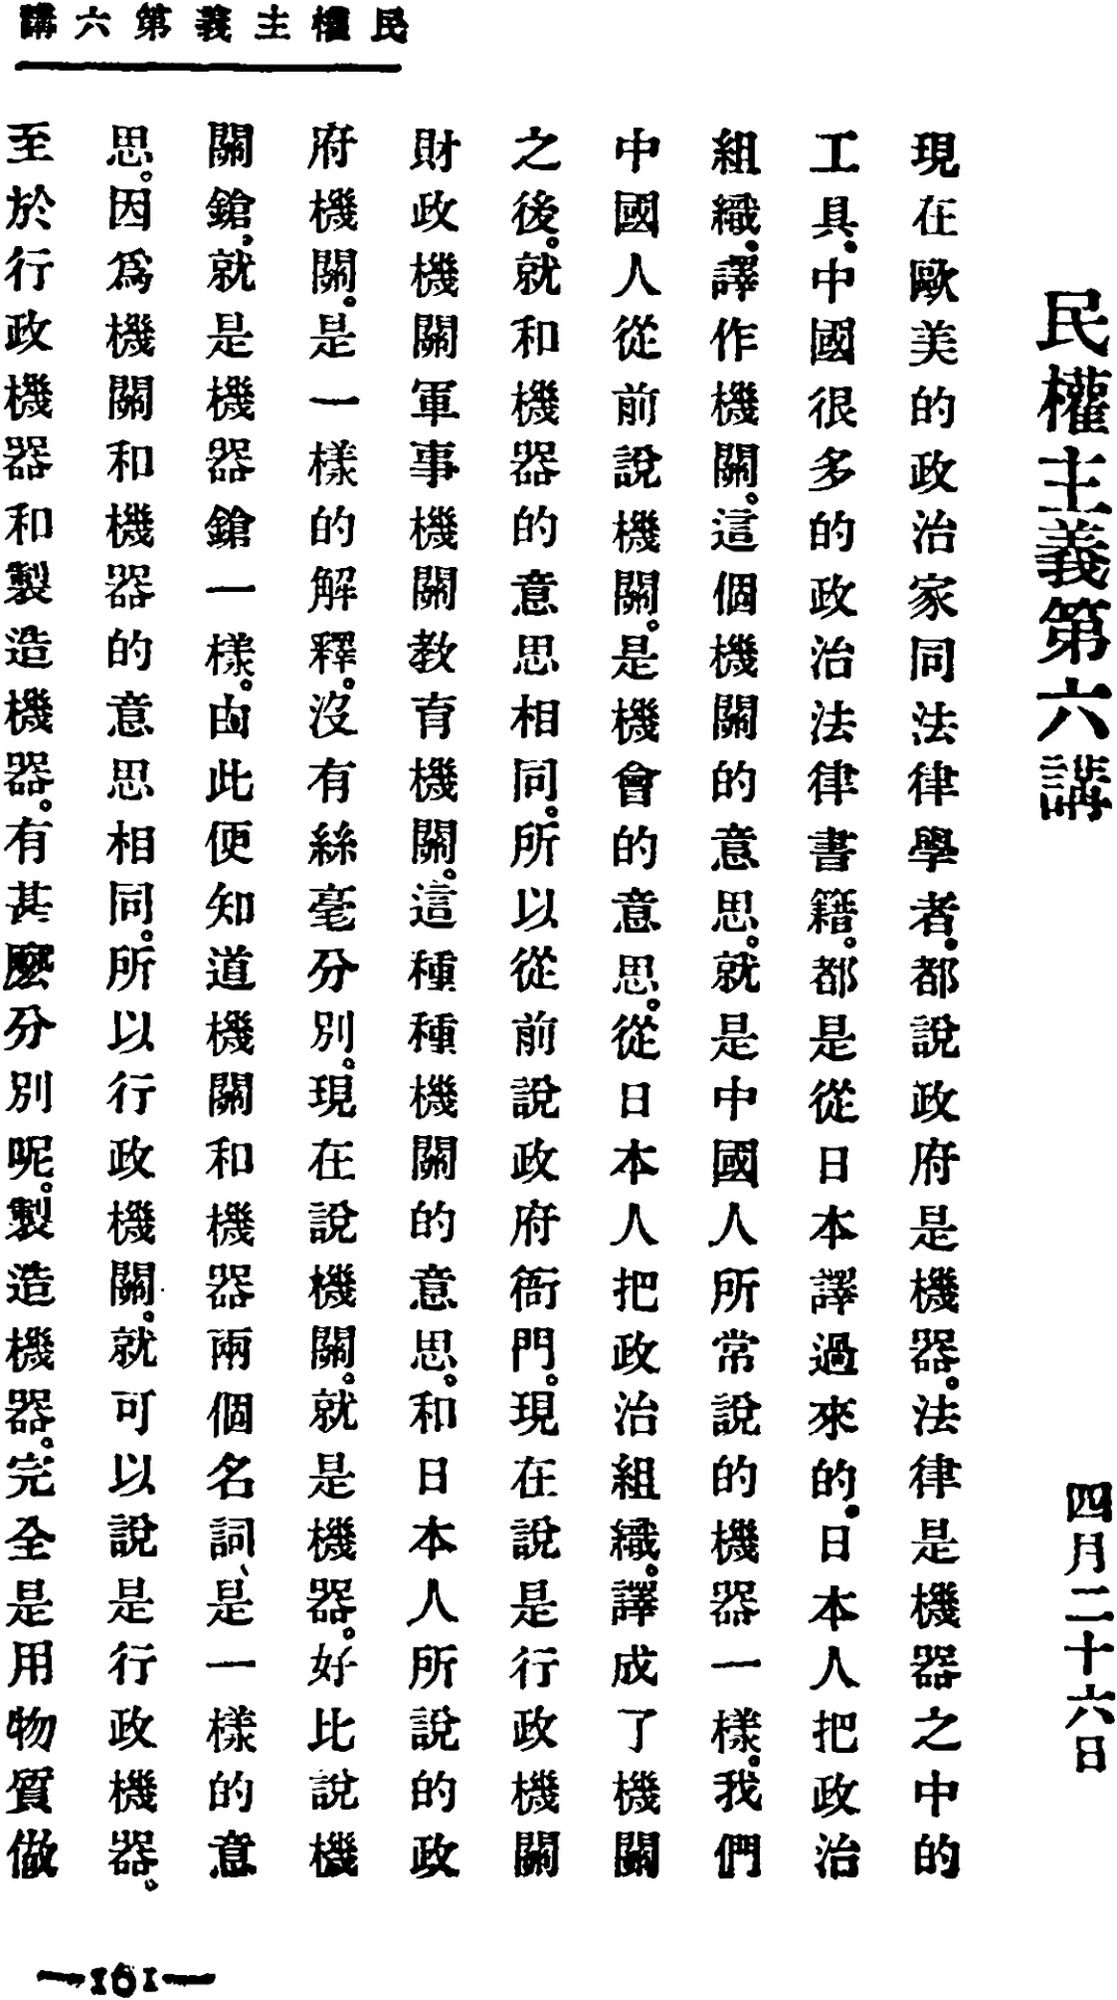 民權主義第六講
民權主義第六講
四月二十六日
現在歐美的政治家同法律學者。都說政府是機器。法律是機器之中的
工具。中國很多的政治法律書籍。都是從日本譯過來的。日本人把政治
組織。譯作機關。這個機關的意思。就是中國人所常說的機器一樣。我們
中國人從前說機關。是機會的意思。從日本人把政治組織。譯成了機關
之後。就和機器的意思相同。所以從前說政府衙門。現在說是行政機關
財政機關軍事機關教育機關。這種種機關的意思。和日本人所說的政
府機關。是一樣的解釋。沒有絲毫分別。現在說機關。就是機器。好比說機
關鎗。就是機器鎗一樣。由此便知道機關和機器兩個名詞、是一樣的意
思。因爲機關和機器的意思相同。所以行政機關。就可以說是行政機器。
至於行政機器和製造機器。有甚麼分別呢。製造機器。完全是用物質做
—161—